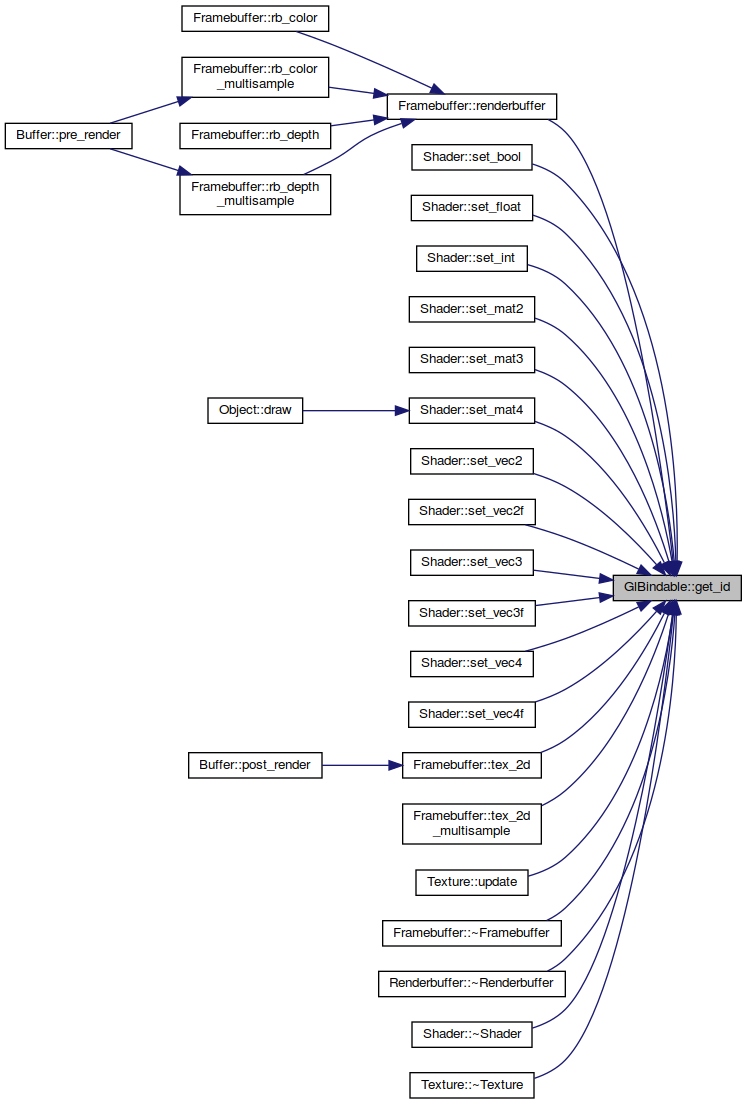 Framebuffer::rb_color
Framebuffer::rb_color
_multisample
Framebuffer::renderbuffer
Buffer::pre_render
Framebuffer::rb_depth
Shader::set_bool
Framebuffer::rb_depth
_multisample
Shader::set_float
Shader::set_int
Shader::set_mat2
Shader::set_mat3
Object::draw
Shader::set_mat4
Shader::set_vec2
Shader::set_vec2f
Shader::set_vec3
GlBindable::get_id
Shader::set_vec3f
Shader::set_vec4
Shader::set_vec4f
Buffer::post_render
Framebuffer::tex_2d
Framebuffer::tex_2d
_multisample
Texture::update
Framebuffer::~Framebuffer
Renderbuffer::~Renderbuffer
Shader::~Shader
Texture::~Texture